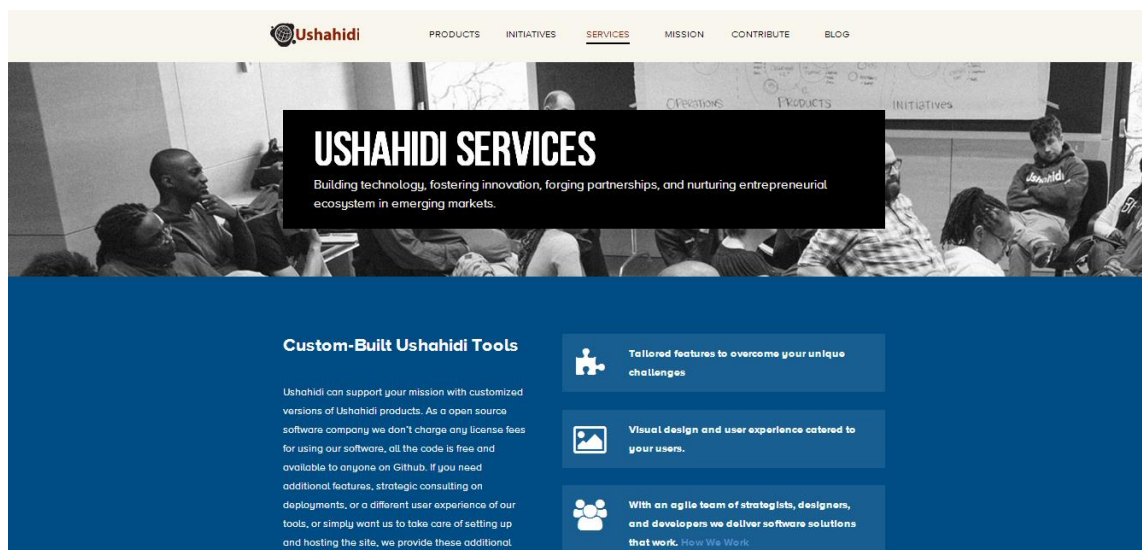 Ushahidi
PRODUCTS INITIATIVES SERVICES MISSION CONTRIBUTE BLOG
OPERATIONS PRODUCTS INITIATIVES
USHAHIDI SERVICES
Building technology, fostering innovation, forging partnerships, and nurturing entrepreneurial
ecosystem in emerging markets.
Ushahidi
Custom-Built Ushahidi Tools
Ushahidi can support your mission with customized
versions of Ushahidi products. As a open source
software company we don't charge any license fees
for using our software, all the code is free and
available to anyone on Github. If you need
additional features, strategic consulting on
deployments, or a different user experience of our
tools, or simply want us to take care of setting up
and hosting the site, we provide these additional
Tailored features to overcome your unique
challenges
Visual design and user experience catered to
your users.
With an agile team of strategists, designers,
and developers we deliver software solutions
that work. How We Work